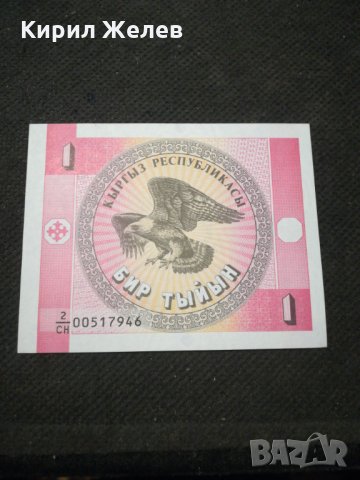 Кирил Желев
1
КЫРГЫЗ РЕСПУБЛИКАСЫ
БИР ТЫЙЫН
2/СН 00517946
1
BAZAR